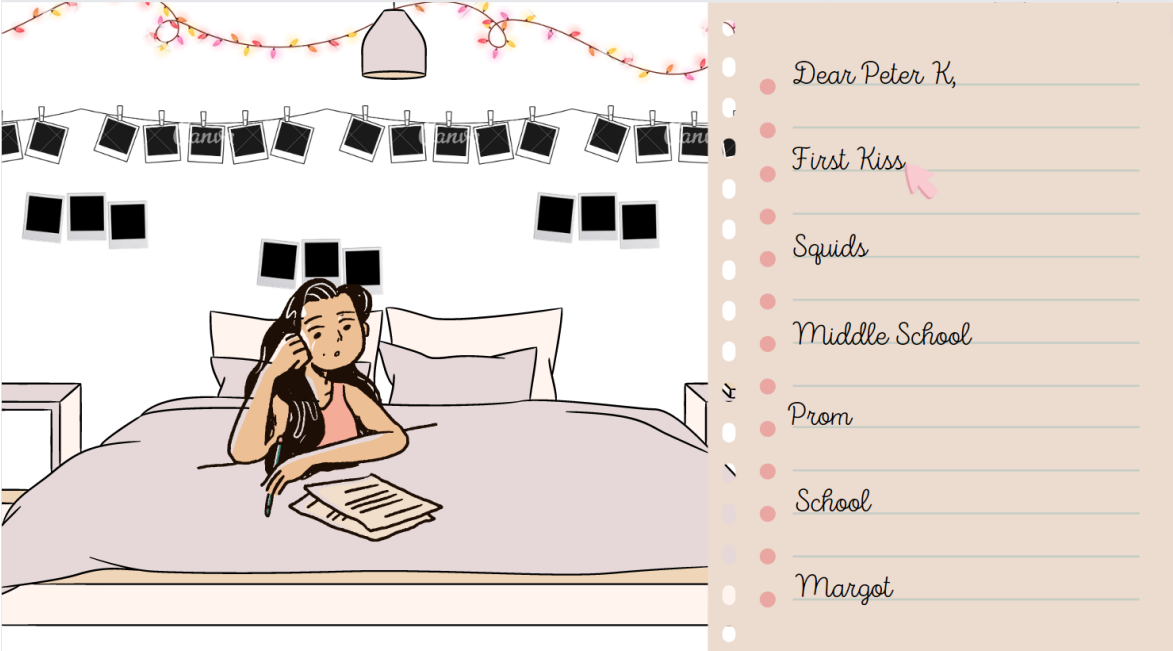 Dear Peter K,
First Kiss
Squids
Middle School
Prom
School
Margot